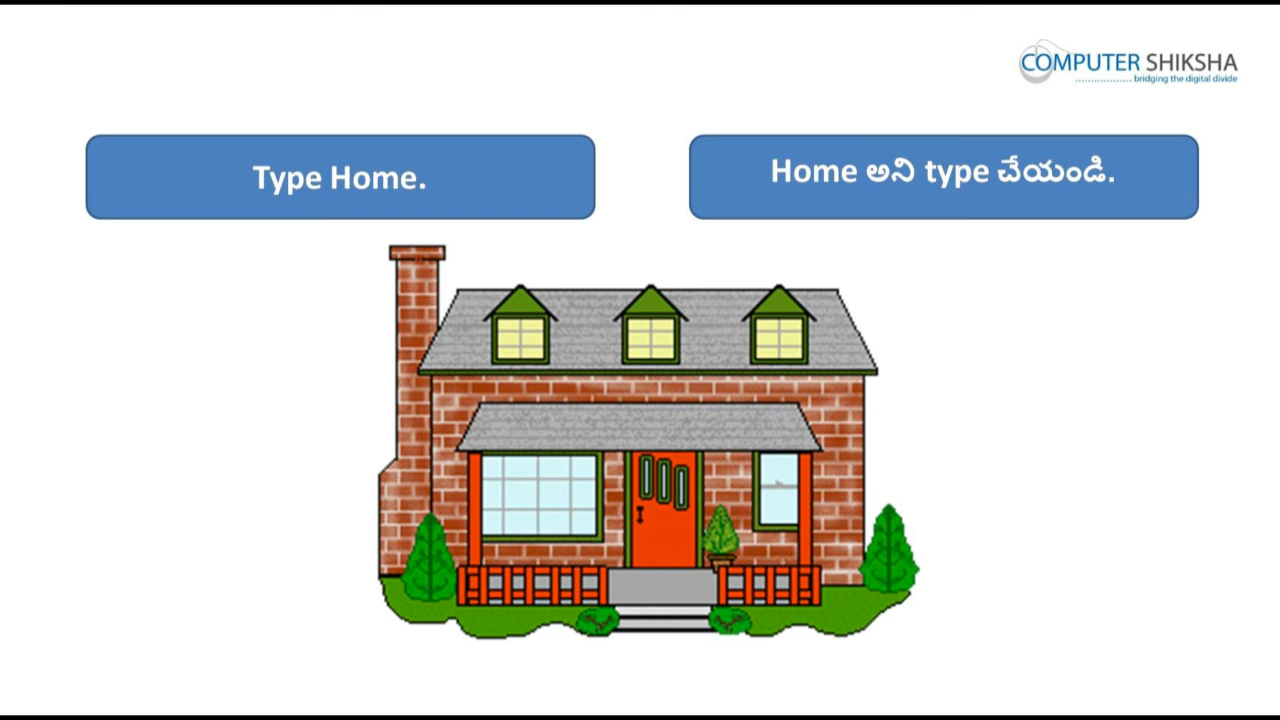 COMPUTER SHIKSHA
bridging the digital divide
Type Home.
Home అని type చేయండి.